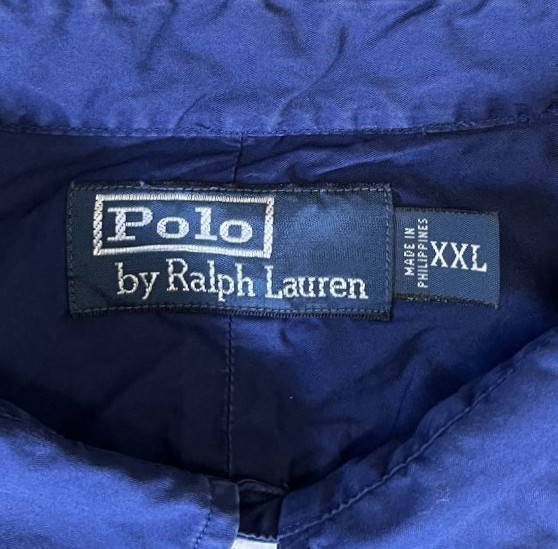 Polo
by Ralph Lauren
MADE IN
PHILIPPINES
XXL